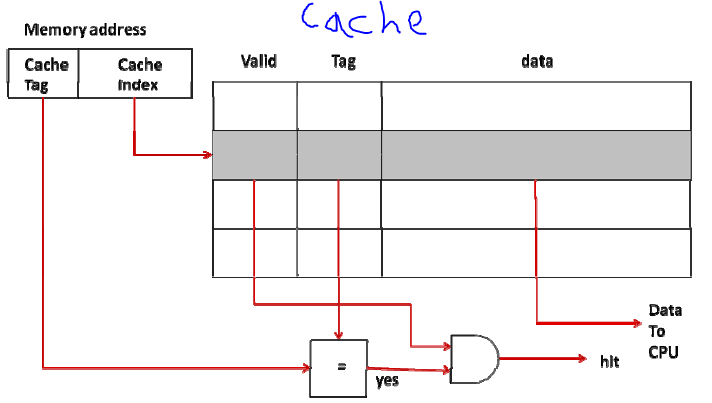 Cache
Memory address
Cache Tag
Cache Index
Valid
Tag
data
=
yes
hit
Data
To
CPU